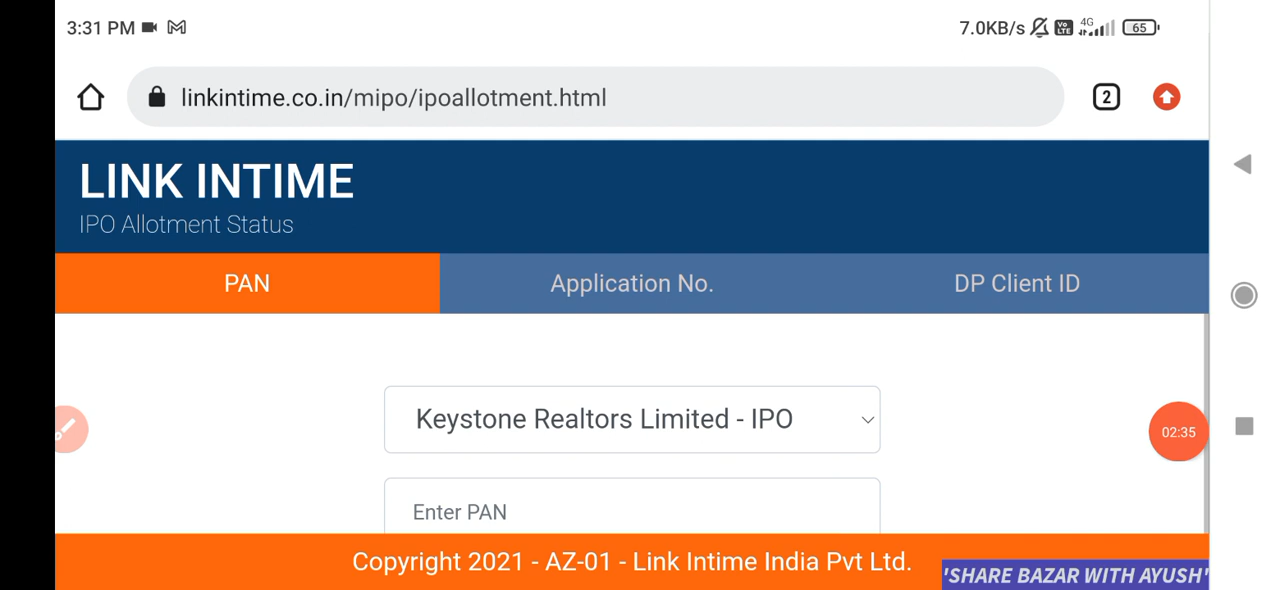 3:31 PM
7.0KB/s Vo LTE 4G 65
linkintime.co.in/mipo/ipoallotment.html 2
LINK INTIME
IPO Allotment Status
PAN Application No. DP Client ID
Keystone Realtors Limited - IPO
02:35
Enter PAN
Copyright 2021 - AZ-01 - Link Intime India Pvt Ltd.
'SHARE BAZAR WITH AYUSH'